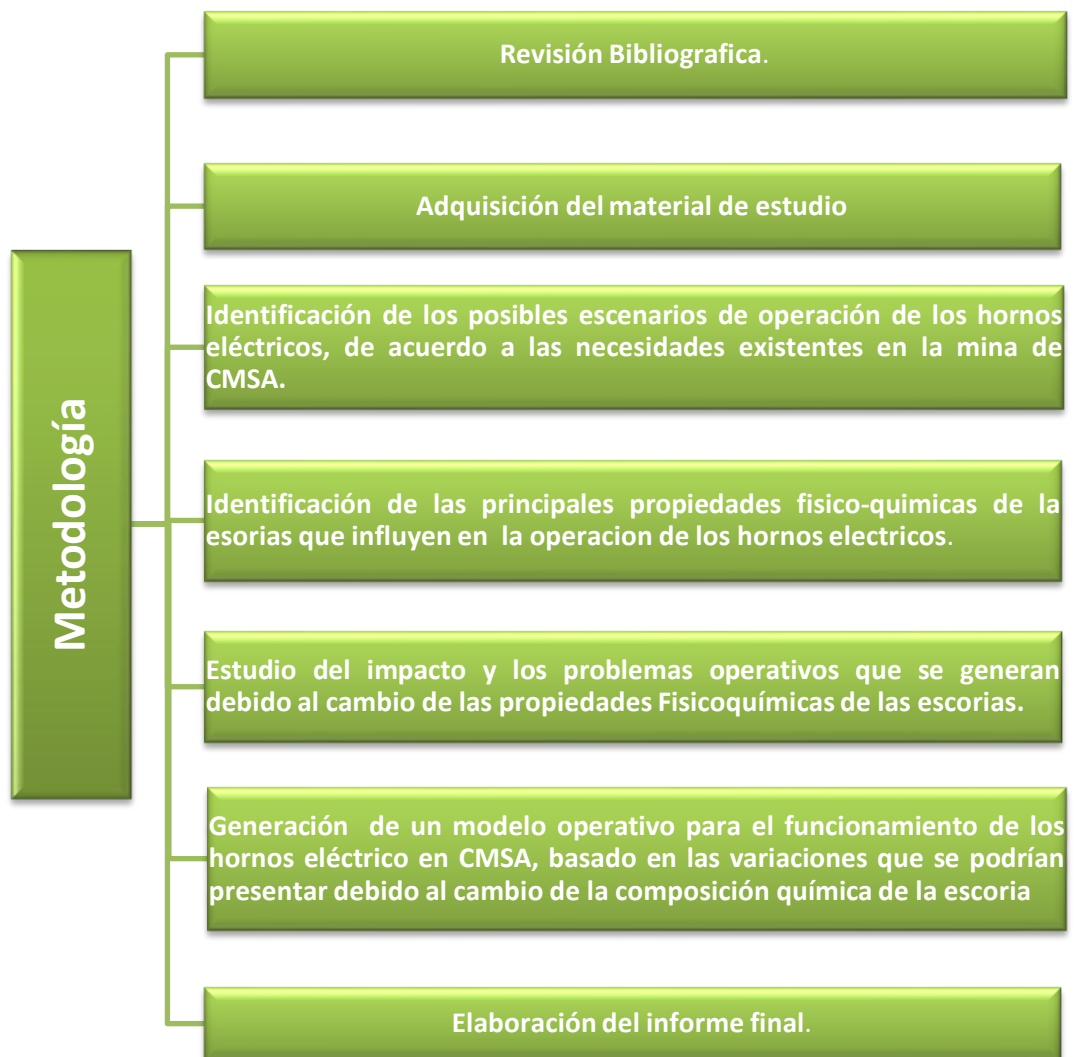 Metodología
Revisión Bibliografica.
Adquisición del material de estudio
Identificación de los posibles escenarios de operación de los hornos
eléctricos, de acuerdo a las necesidades existentes en la mina de
CMSA.
Identificación de las principales propiedades fisico-quimicas de la
esorias que influyen en la operacion de los hornos electricos.
Estudio del impacto y los problemas operativos que se generan
debido al cambio de las propiedades Fisicoquímicas de las escorias.
Generación de un modelo operativo para el funcionamiento de los
hornos eléctrico en CMSA, basado en las variaciones que se podrían
presentar debido al cambio de la composición química de la escoria
Elaboración del informe final.